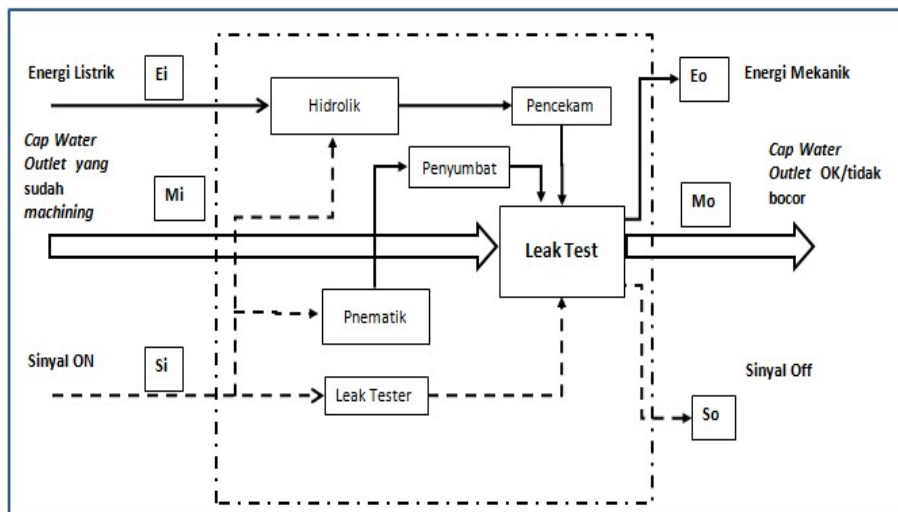 Energi Listrik
Ei
Hidrolik
Pencekam
Eo
Energi Mekanik
Cap Water
Outlet yang
sudah
machining
Mi
Penyumbat
Leak Test
Mo
Cap Water
Outlet OK/tidak
bocor
Pnematik
Sinyal ON
Si
Leak Tester
Sinyal Off
So